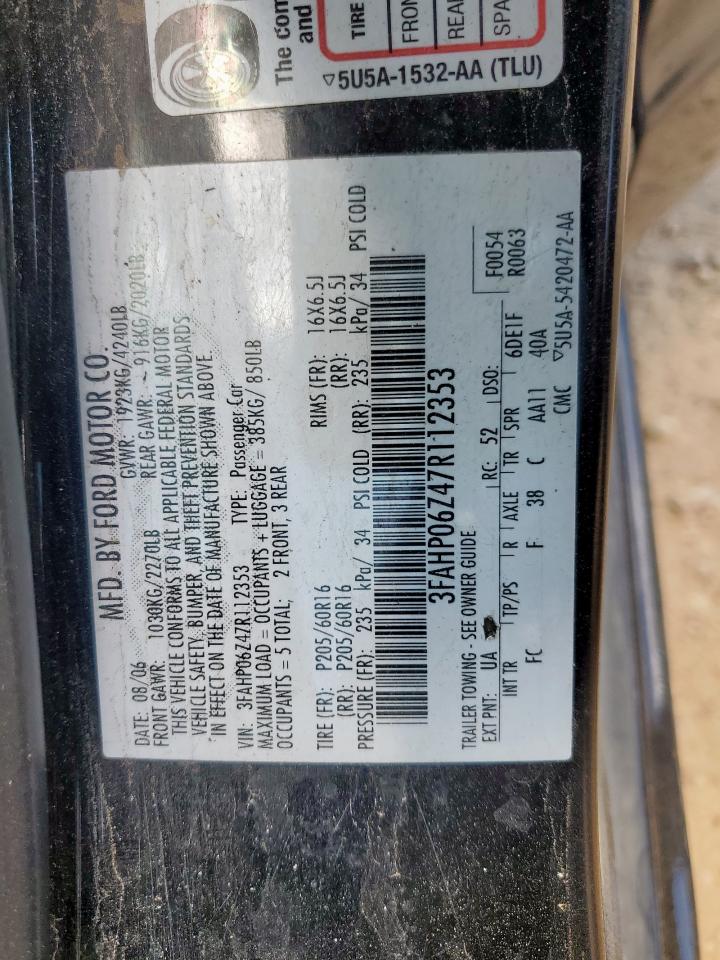 The com
and
TIRE
FRON
REAR
SPA
▽5U5A-1532-AA (TLU)
MFD. BY FORD MOTOR CO.
DATE: 08/06 GVWR: 1923KG/4240LB
FRONT GAWR: 1030KG/2270LB REAR GAWR: 916KG/2020LB
THIS VEHICLE CONFORMS TO ALL APPLICABLE FEDERAL MOTOR
VEHICLE SAFETY, BUMPER, AND THEFT PREVENTION STANDARDS
IN EFFECT ON THE DATE OF MANUFACTURE SHOWN ABOVE.
VIN: 3FAHP06Z47R112353 TYPE: Passenger Car
MAXIMUM LOAD = OCCUPANTS + LUGGAGE = 385KG/ 850LB
OCCUPANTS = 5 TOTAL; 2 FRONT, 3 REAR
TIRE (FR): P205/60R16 RIMS (FR): 16X6.5J
(RR): P205/60R16 (RR): 16X6.5J
PRESSURE (FR): 235 kPa/ 34 PSI COLD (RR): 235 kPa/ 34 PSI COLD
3FAHP06Z47R112353
TRAILER TOWING - SEE OWNER GUIDE F0054
R0063
EXT PNT: UA RC: 52 DSO: 6DE1F
INT TR TP/PS R AXLE TR SPR 40A
FC F 38 C AA11
CMC ▽5U5A-5420472-AA